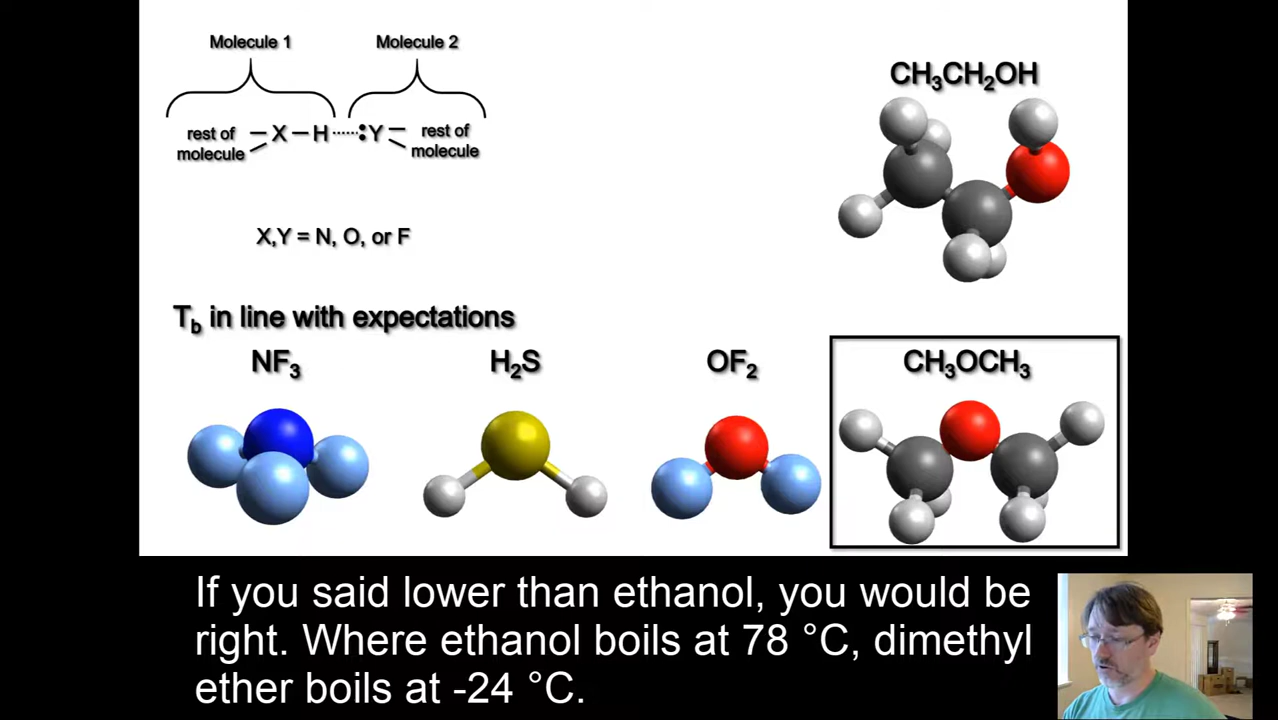 Molecule 1 Molecule 2
CH₃CH₂OH
rest of molecule X H :Y rest of molecule
X,Y = N, O, or F
T_b in line with expectations
NF₃ H₂S OF₂ CH₃OCH₃
If you said lower than ethanol, you would be
right. Where ethanol boils at 78 °C, dimethyl
ether boils at -24 °C.